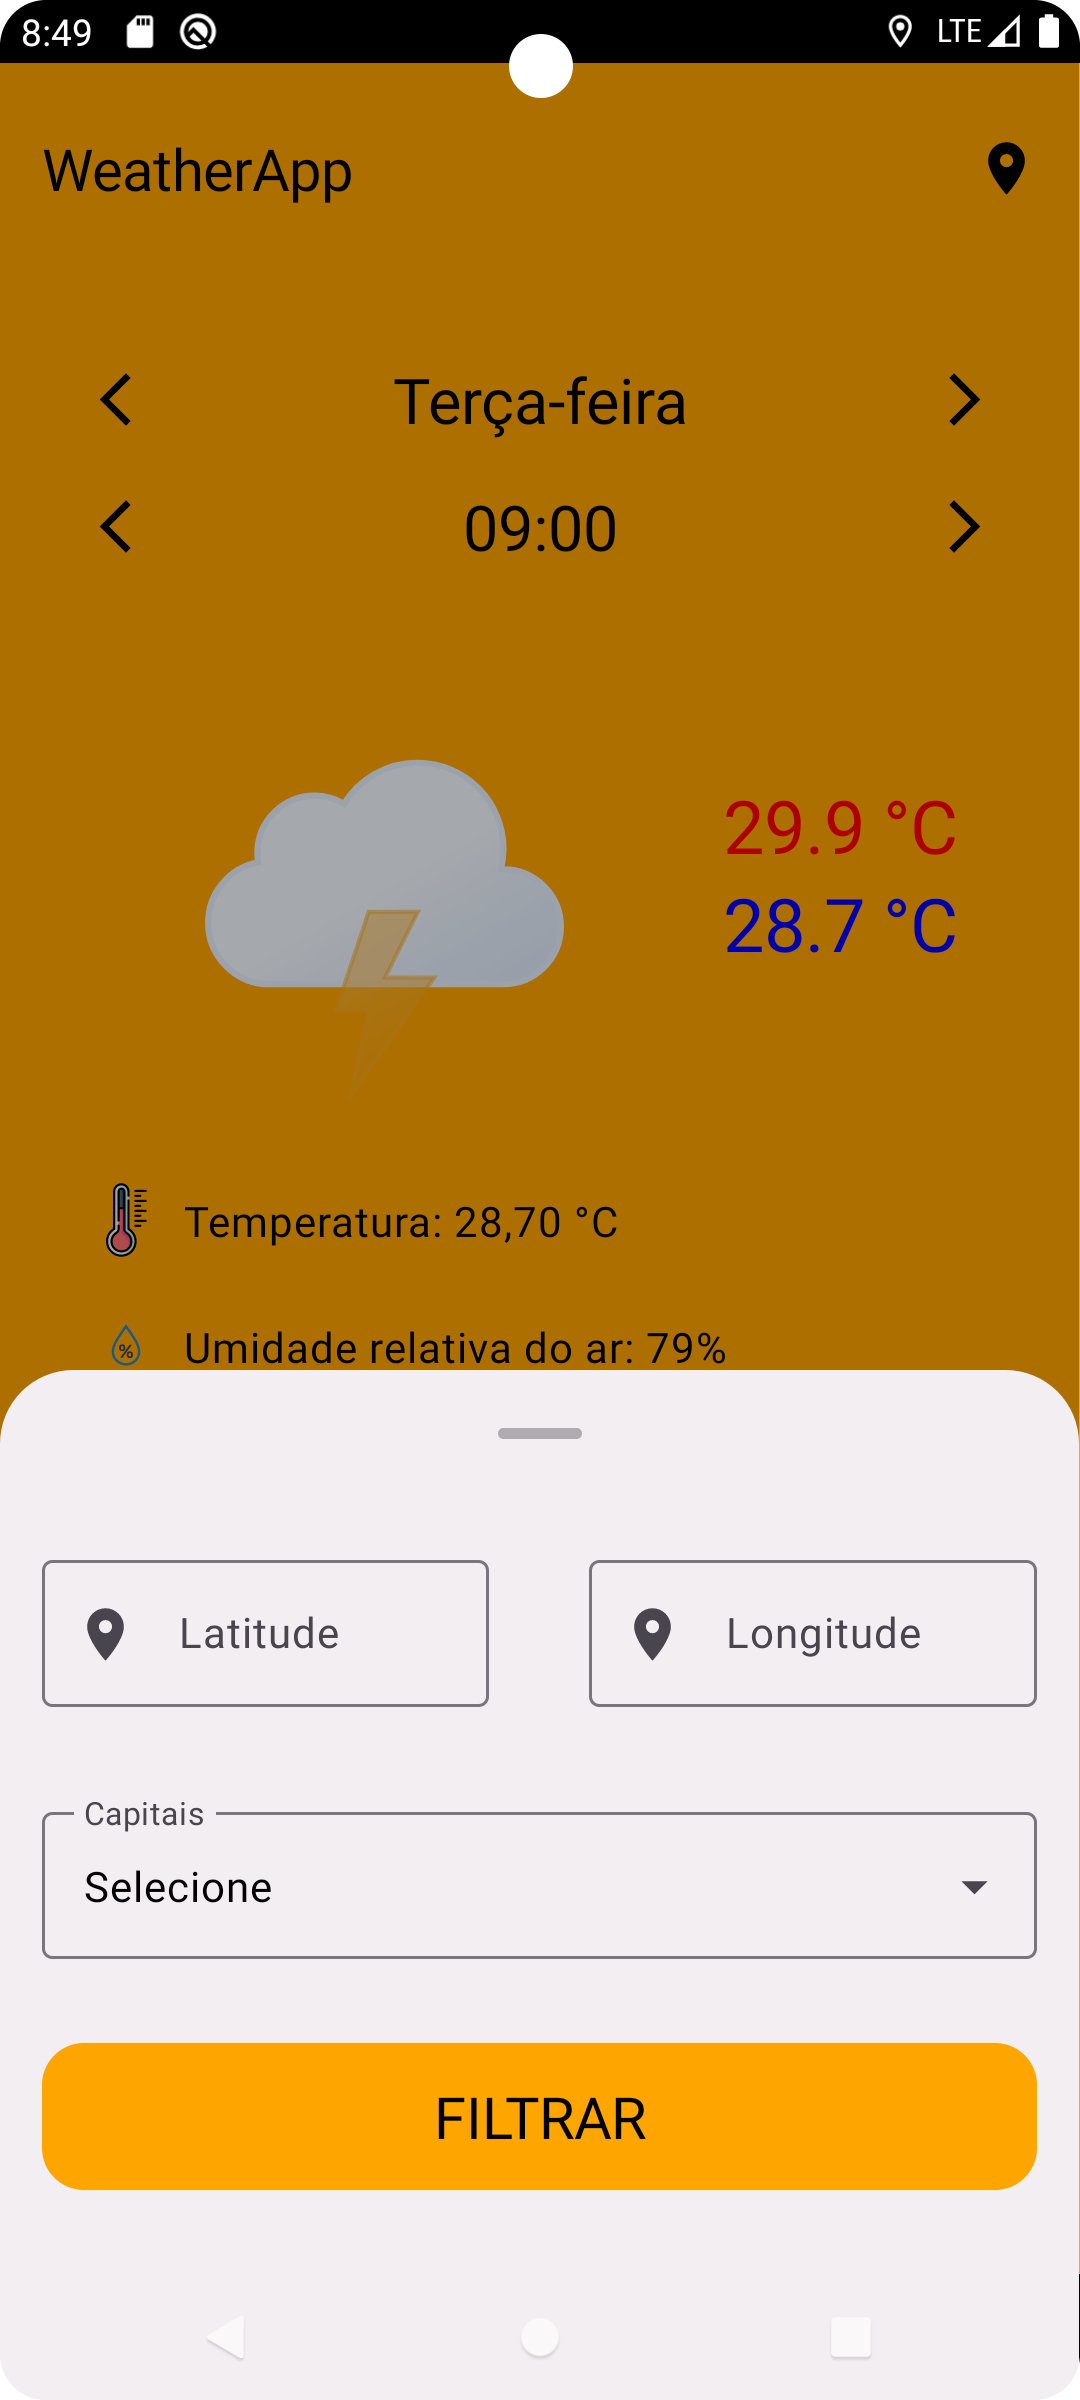 8:49 LTE
WeatherApp
Terça-feira
09:00
29.9 °C
28.7 °C
Temperatura: 28,70 °C
% Umidade relativa do ar: 79%
Latitude Longitude
Capitais
Selecione
FILTRAR